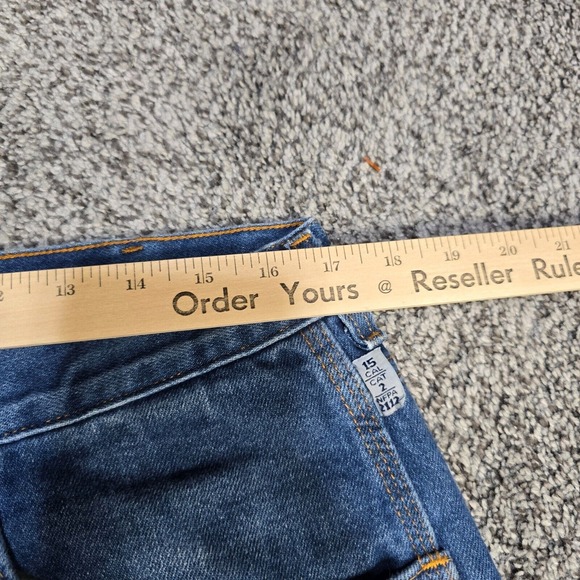 2 13 14 15 16 17 18 19 20 21
Order Yours @ Reseller Rule
15
CAL
CAT
2
NFPA
2112